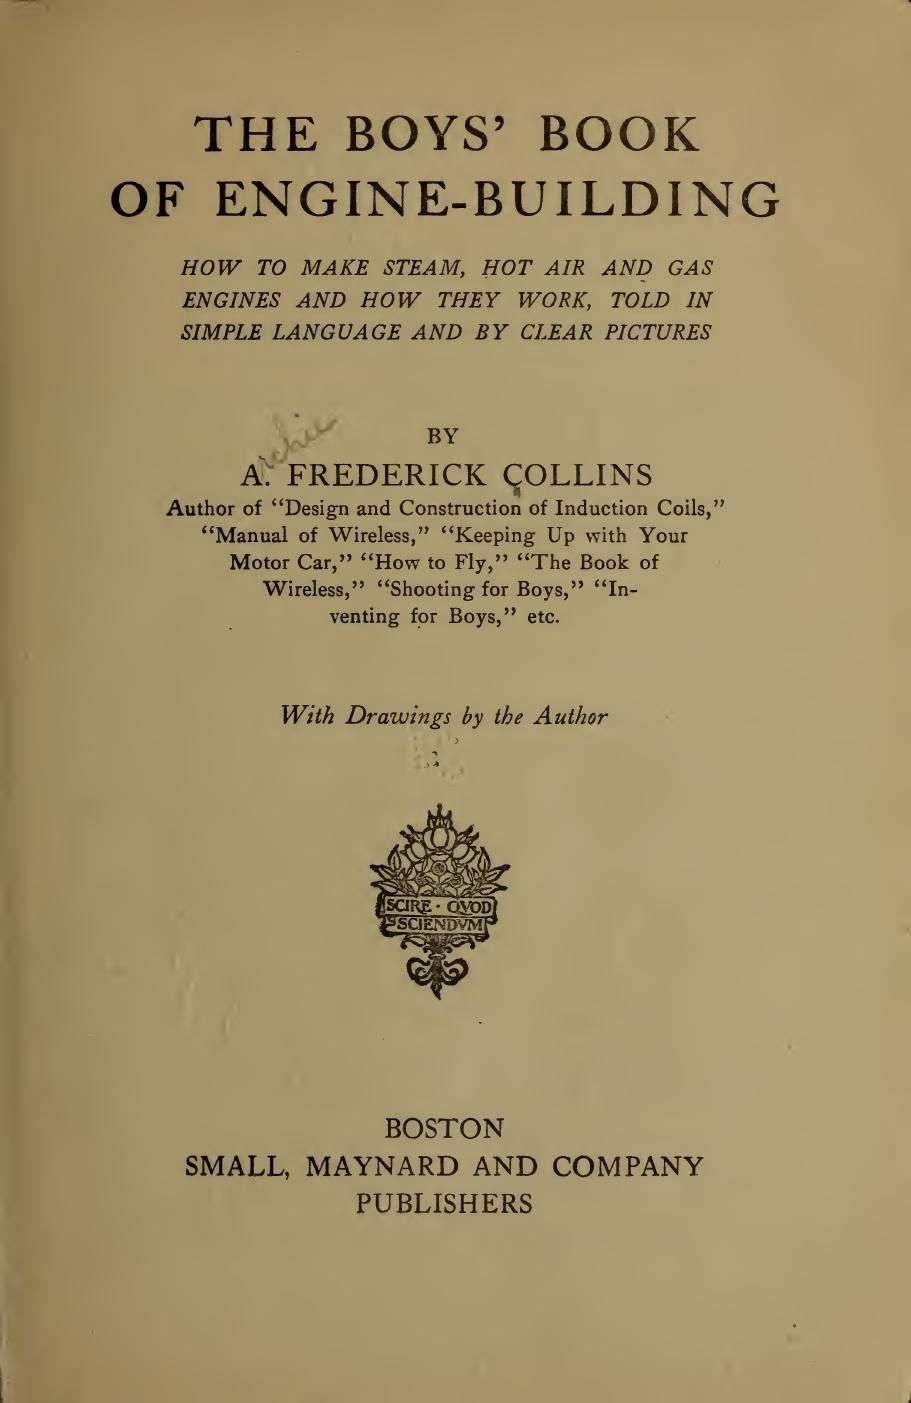 THE BOYS' BOOK
OF ENGINE-BUILDING
HOW TO MAKE STEAM, HOT AIR AND GAS
ENGINES AND HOW THEY WORK, TOLD IN
SIMPLE LANGUAGE AND BY CLEAR PICTURES
BY
rchie
A. FREDERICK COLLINS
Author of "Design and Construction of Induction Coils,"
"Manual of Wireless," "Keeping Up with Your
Motor Car," "How to Fly," "The Book of
Wireless," "Shooting for Boys," "In-
venting for Boys," etc.
With Drawings by the Author
SCIRE · QVOD
SCIENDVM
BOSTON
SMALL, MAYNARD AND COMPANY
PUBLISHERS